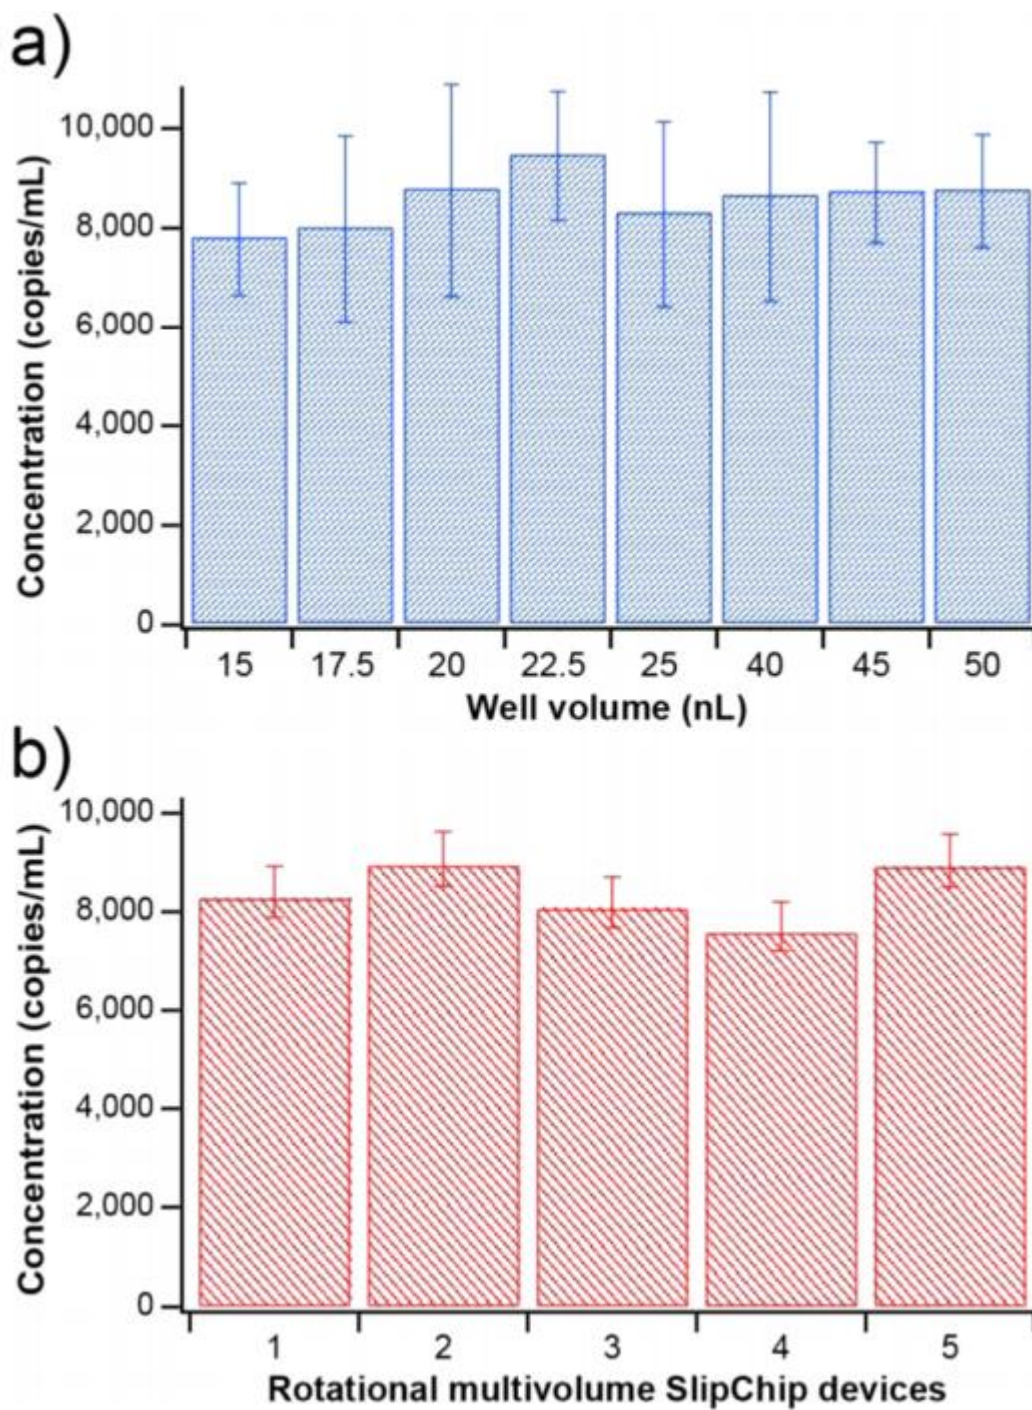 a)
Concentration (copies/mL)
10,000
8,000
6,000
4,000
2,000
0
15 17.5 20 22.5 25 40 45 50
Well volume (nL)
b)
Concentration (copies/mL)
10,000
8,000
6,000
4,000
2,000
0
1 2 3 4 5
Rotational multivolume SlipChip devices